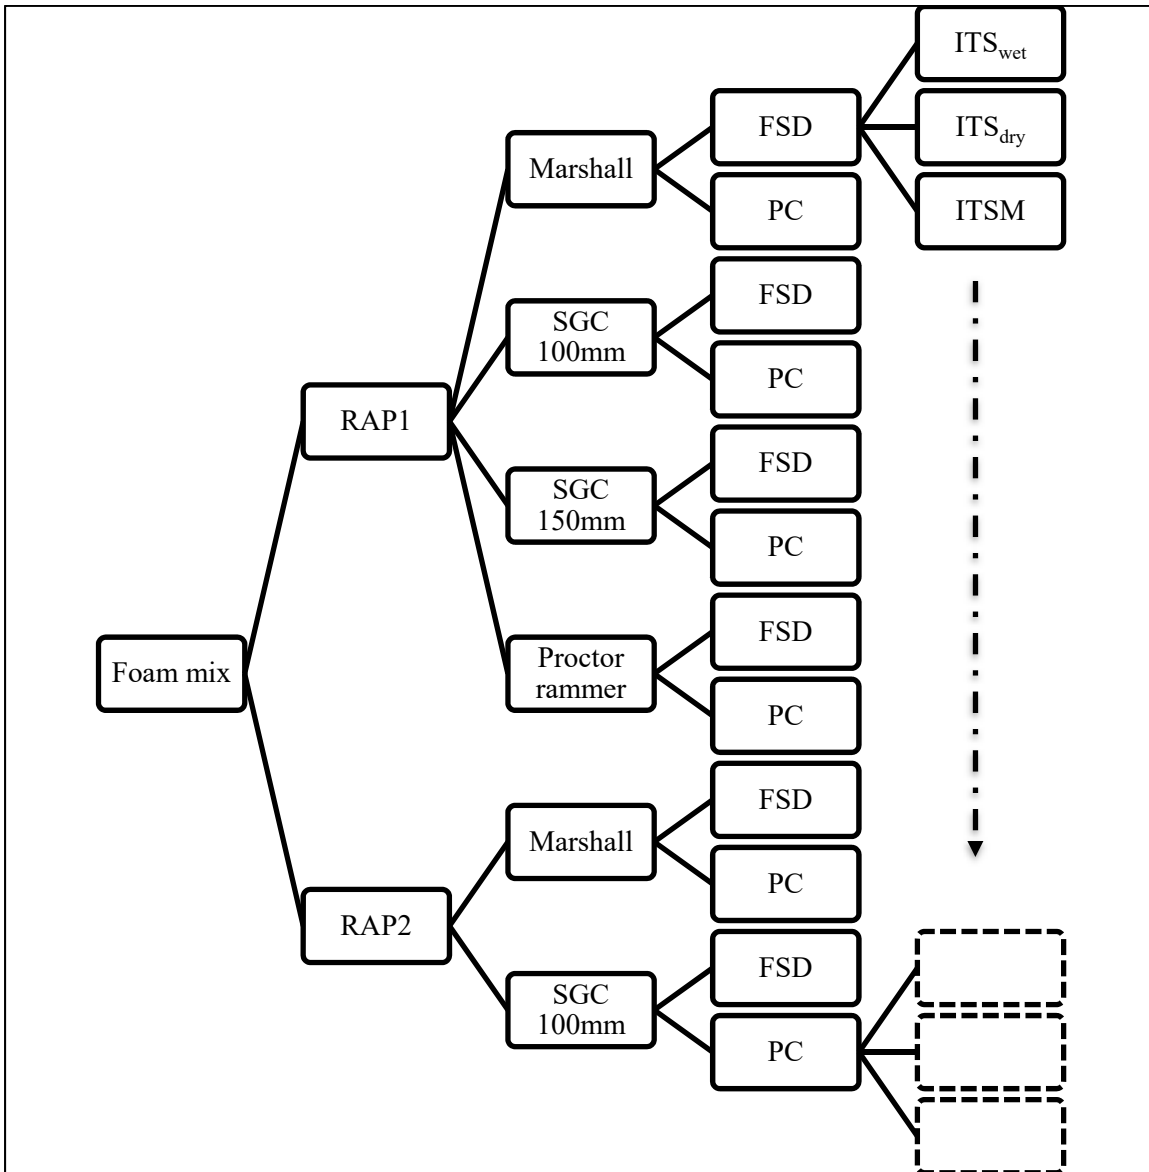 ITSwet
FSD
ITSdry
Marshall
PC
ITSM
FSD
SGC
100mm
PC
RAP1
FSD
SGC
150mm
PC
FSD
Foam mix
Proctor
rammer
PC
FSD
Marshall
PC
RAP2
FSD
SGC
100mm
PC